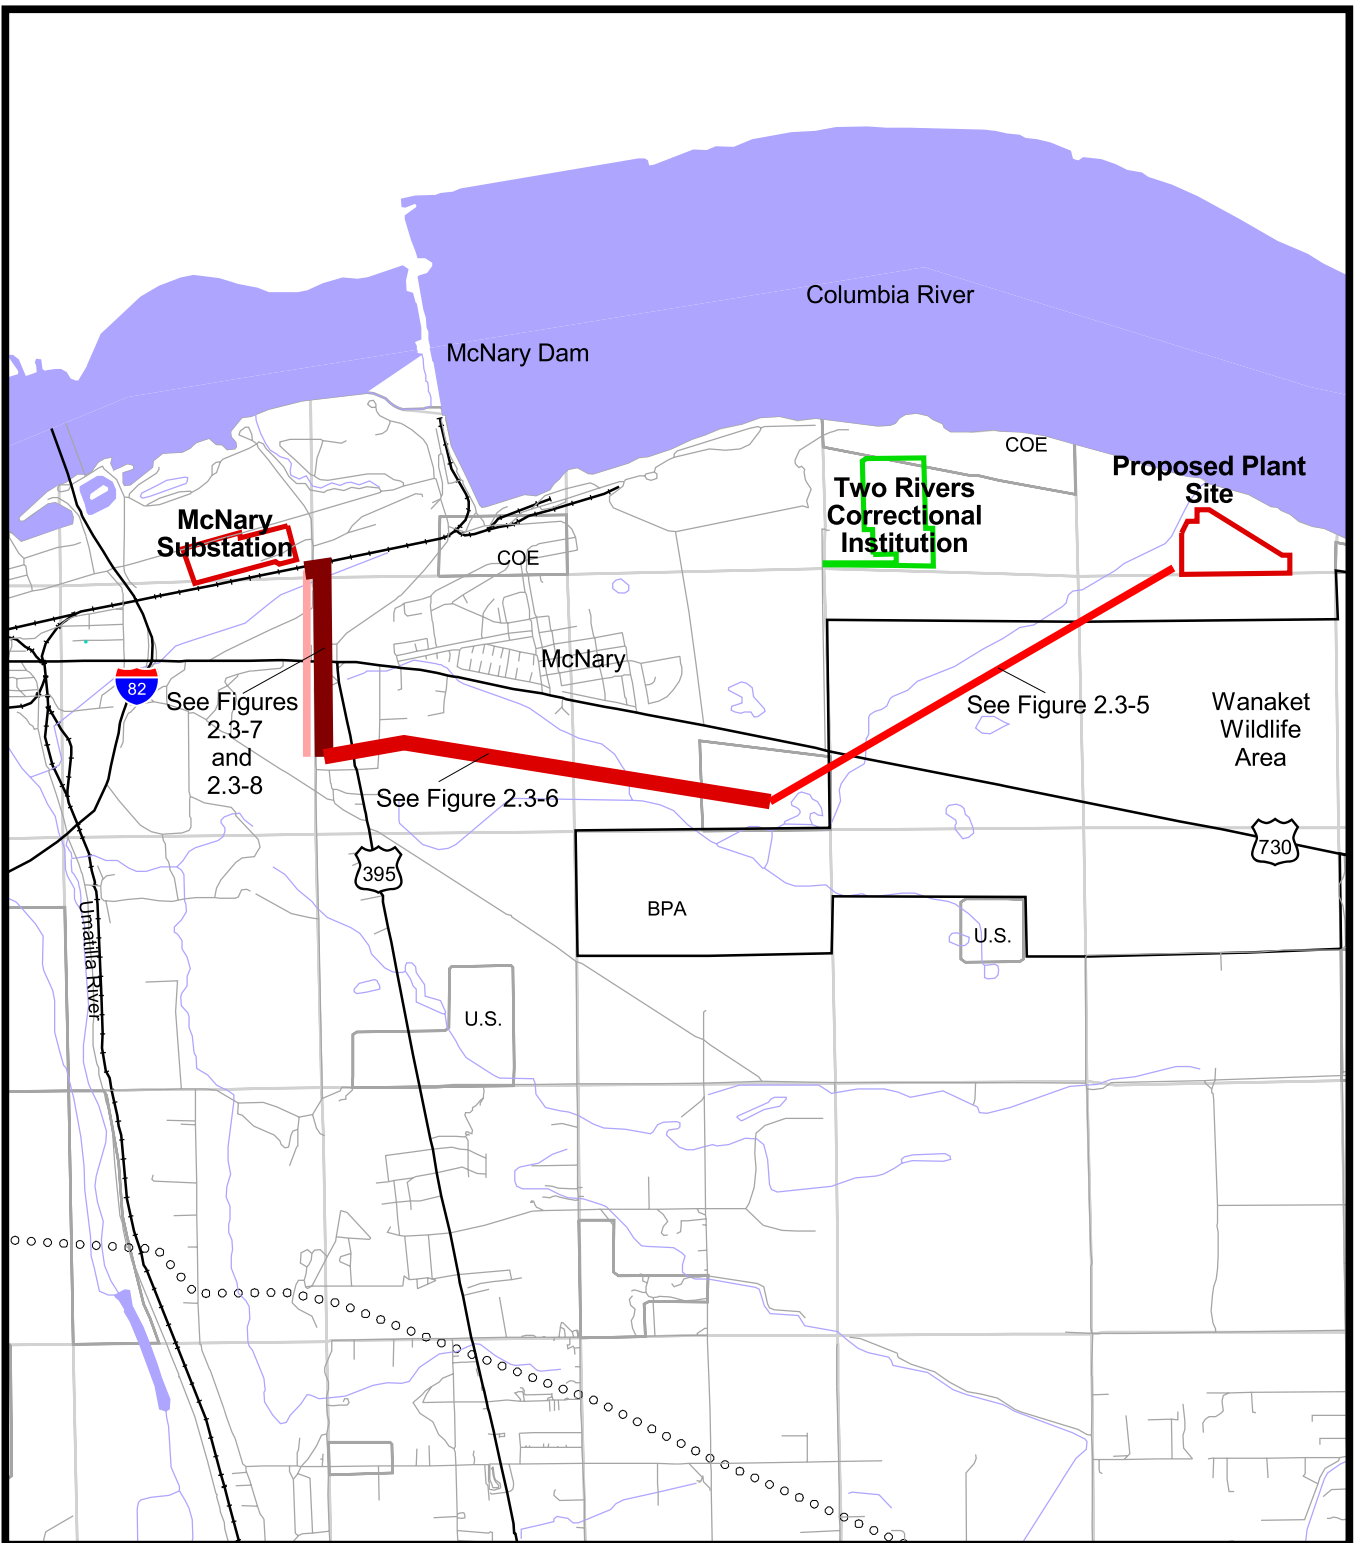 Columbia River
McNary Dam
COE
Proposed Plant
Site
Two Rivers
Correctional
Institution
McNary
Substation
COE
McNary
82
See Figures
2.3-7
and
2.3-8
See Figure 2.3-5
Wanaket
Wildlife
Area
See Figure 2.3-6
730
395
BPA
U.S.
Umatilla River
U.S.